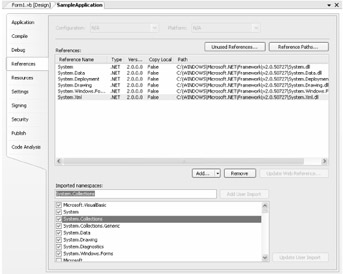 Form1.vb [Design] SampleApplication
Application
Compile
Debug
References
Resources
Settings
Signing
Security
Publish
Code Analysis
Configuration: N/A Platform: N/A
Unused References... Reference Paths...
References:
Reference Name Type Vers... Copy Local Path
System .NET 2.0.0.0 False C:\WINDOWS\Microsoft.NET\Framework\v2.0.50727\System.dll
System.Data .NET 2.0.0.0 False C:\WINDOWS\Microsoft.NET\Framework\v2.0.50727\System.Data.dll
System.Deployment .NET 2.0.0.0 False C:\WINDOWS\Microsoft.NET\Framework\v2.0.50727\System.Deployment.dll
System.Drawing .NET 2.0.0.0 False C:\WINDOWS\Microsoft.NET\Framework\v2.0.50727\System.Drawing.dll
System.Windows.Fo... .NET 2.0.0.0 False C:\WINDOWS\Microsoft.NET\Framework\v2.0.50727\System.Windows.Forms.dll
System.Xml .NET 2.0.0.0 False C:\WINDOWS\Microsoft.NET\Framework\v2.0.50727\System.Xml.dll
Add... Remove Update Web Reference...
Imported namespaces:
System.Collections Add User Import
Microsoft.VisualBasic
System
System.Collections
System.Collections.Generic
System.Data
System.Drawing
System.Diagnostics
System.Windows.Forms
Update User Import